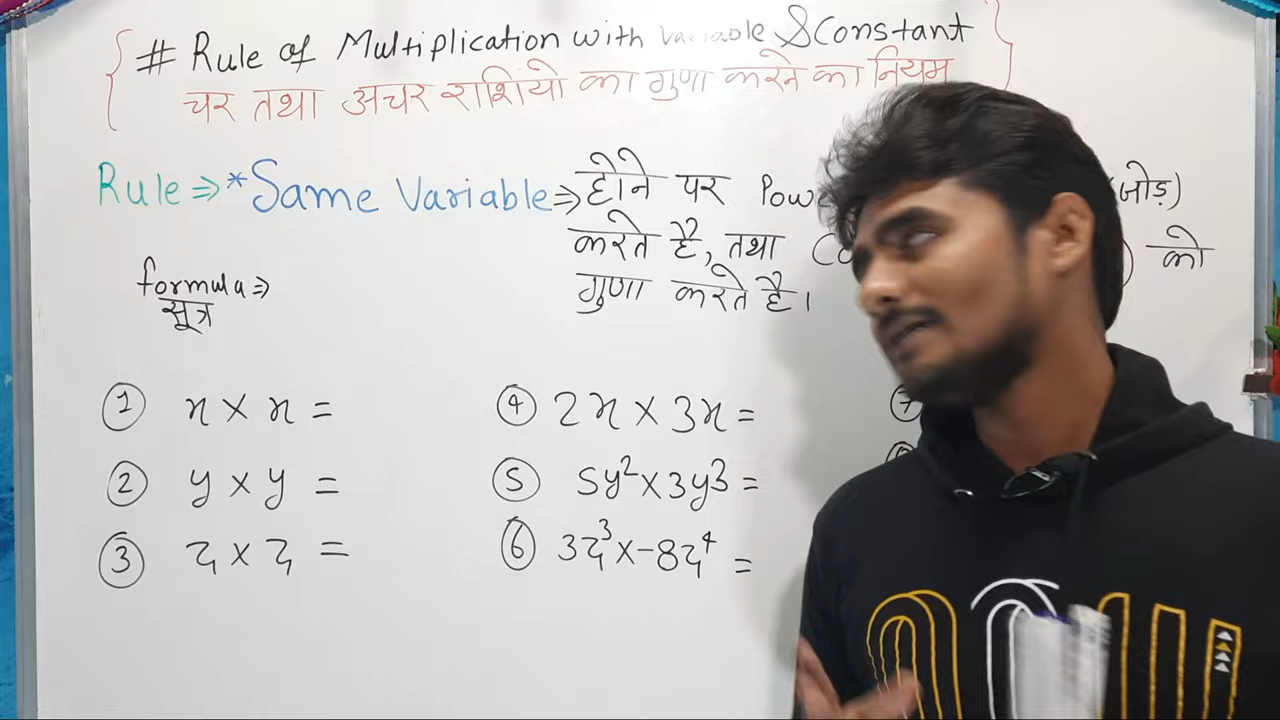 # Rule of Multiplication with Variable & Constant
चर तथा अचर राशियो का गुणा करने का नियम
Rule ⇒ *Same Variable ⇒ होने पर (जोड़)
करते है, तथा को
गुणा करते है।
formula ⇒
सूत्र
① x × x =
② y × y =
③ z × z =
④ 2x × 3x =
⑤ 5y² × 3y3 =
⑥ 3z³ × -8z⁴ =
⑦